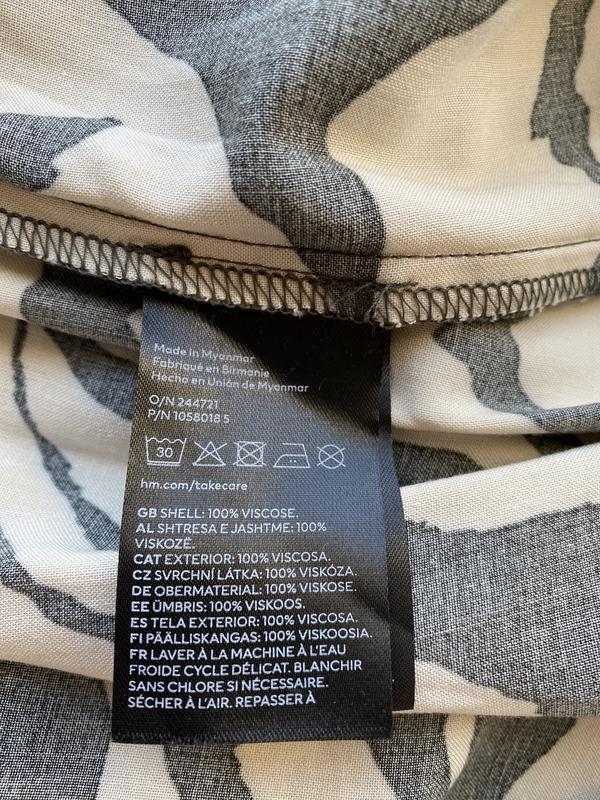 Made in Myanmar
Fabriqué en Birmanie
Hecho en Unión de Myanmar
O/N 244721
P/N 1058018 5
30
hm.com/takecare
GB SHELL: 100% VISCOSE.
AL SHTRESA E JASHTME: 100%
VISKOZË.
CAT EXTERIOR: 100% VISCOSA.
CZ SVRCHNÍ LÁTKA: 100% VISKÓZA.
DE OBERMATERIAL: 100% VISKOSE.
EE ÜMBRIS: 100% VISKOOS.
ES TELA EXTERIOR: 100% VISCOSA.
FI PÄÄLLISKANGAS: 100% VISKOOSIA.
FR LAVER À LA MACHINE À L'EAU
FROIDE CYCLE DÉLICAT. BLANCHIR
SANS CHLORE SI NÉCESSAIRE.
SÉCHER À L'AIR. REPASSER À